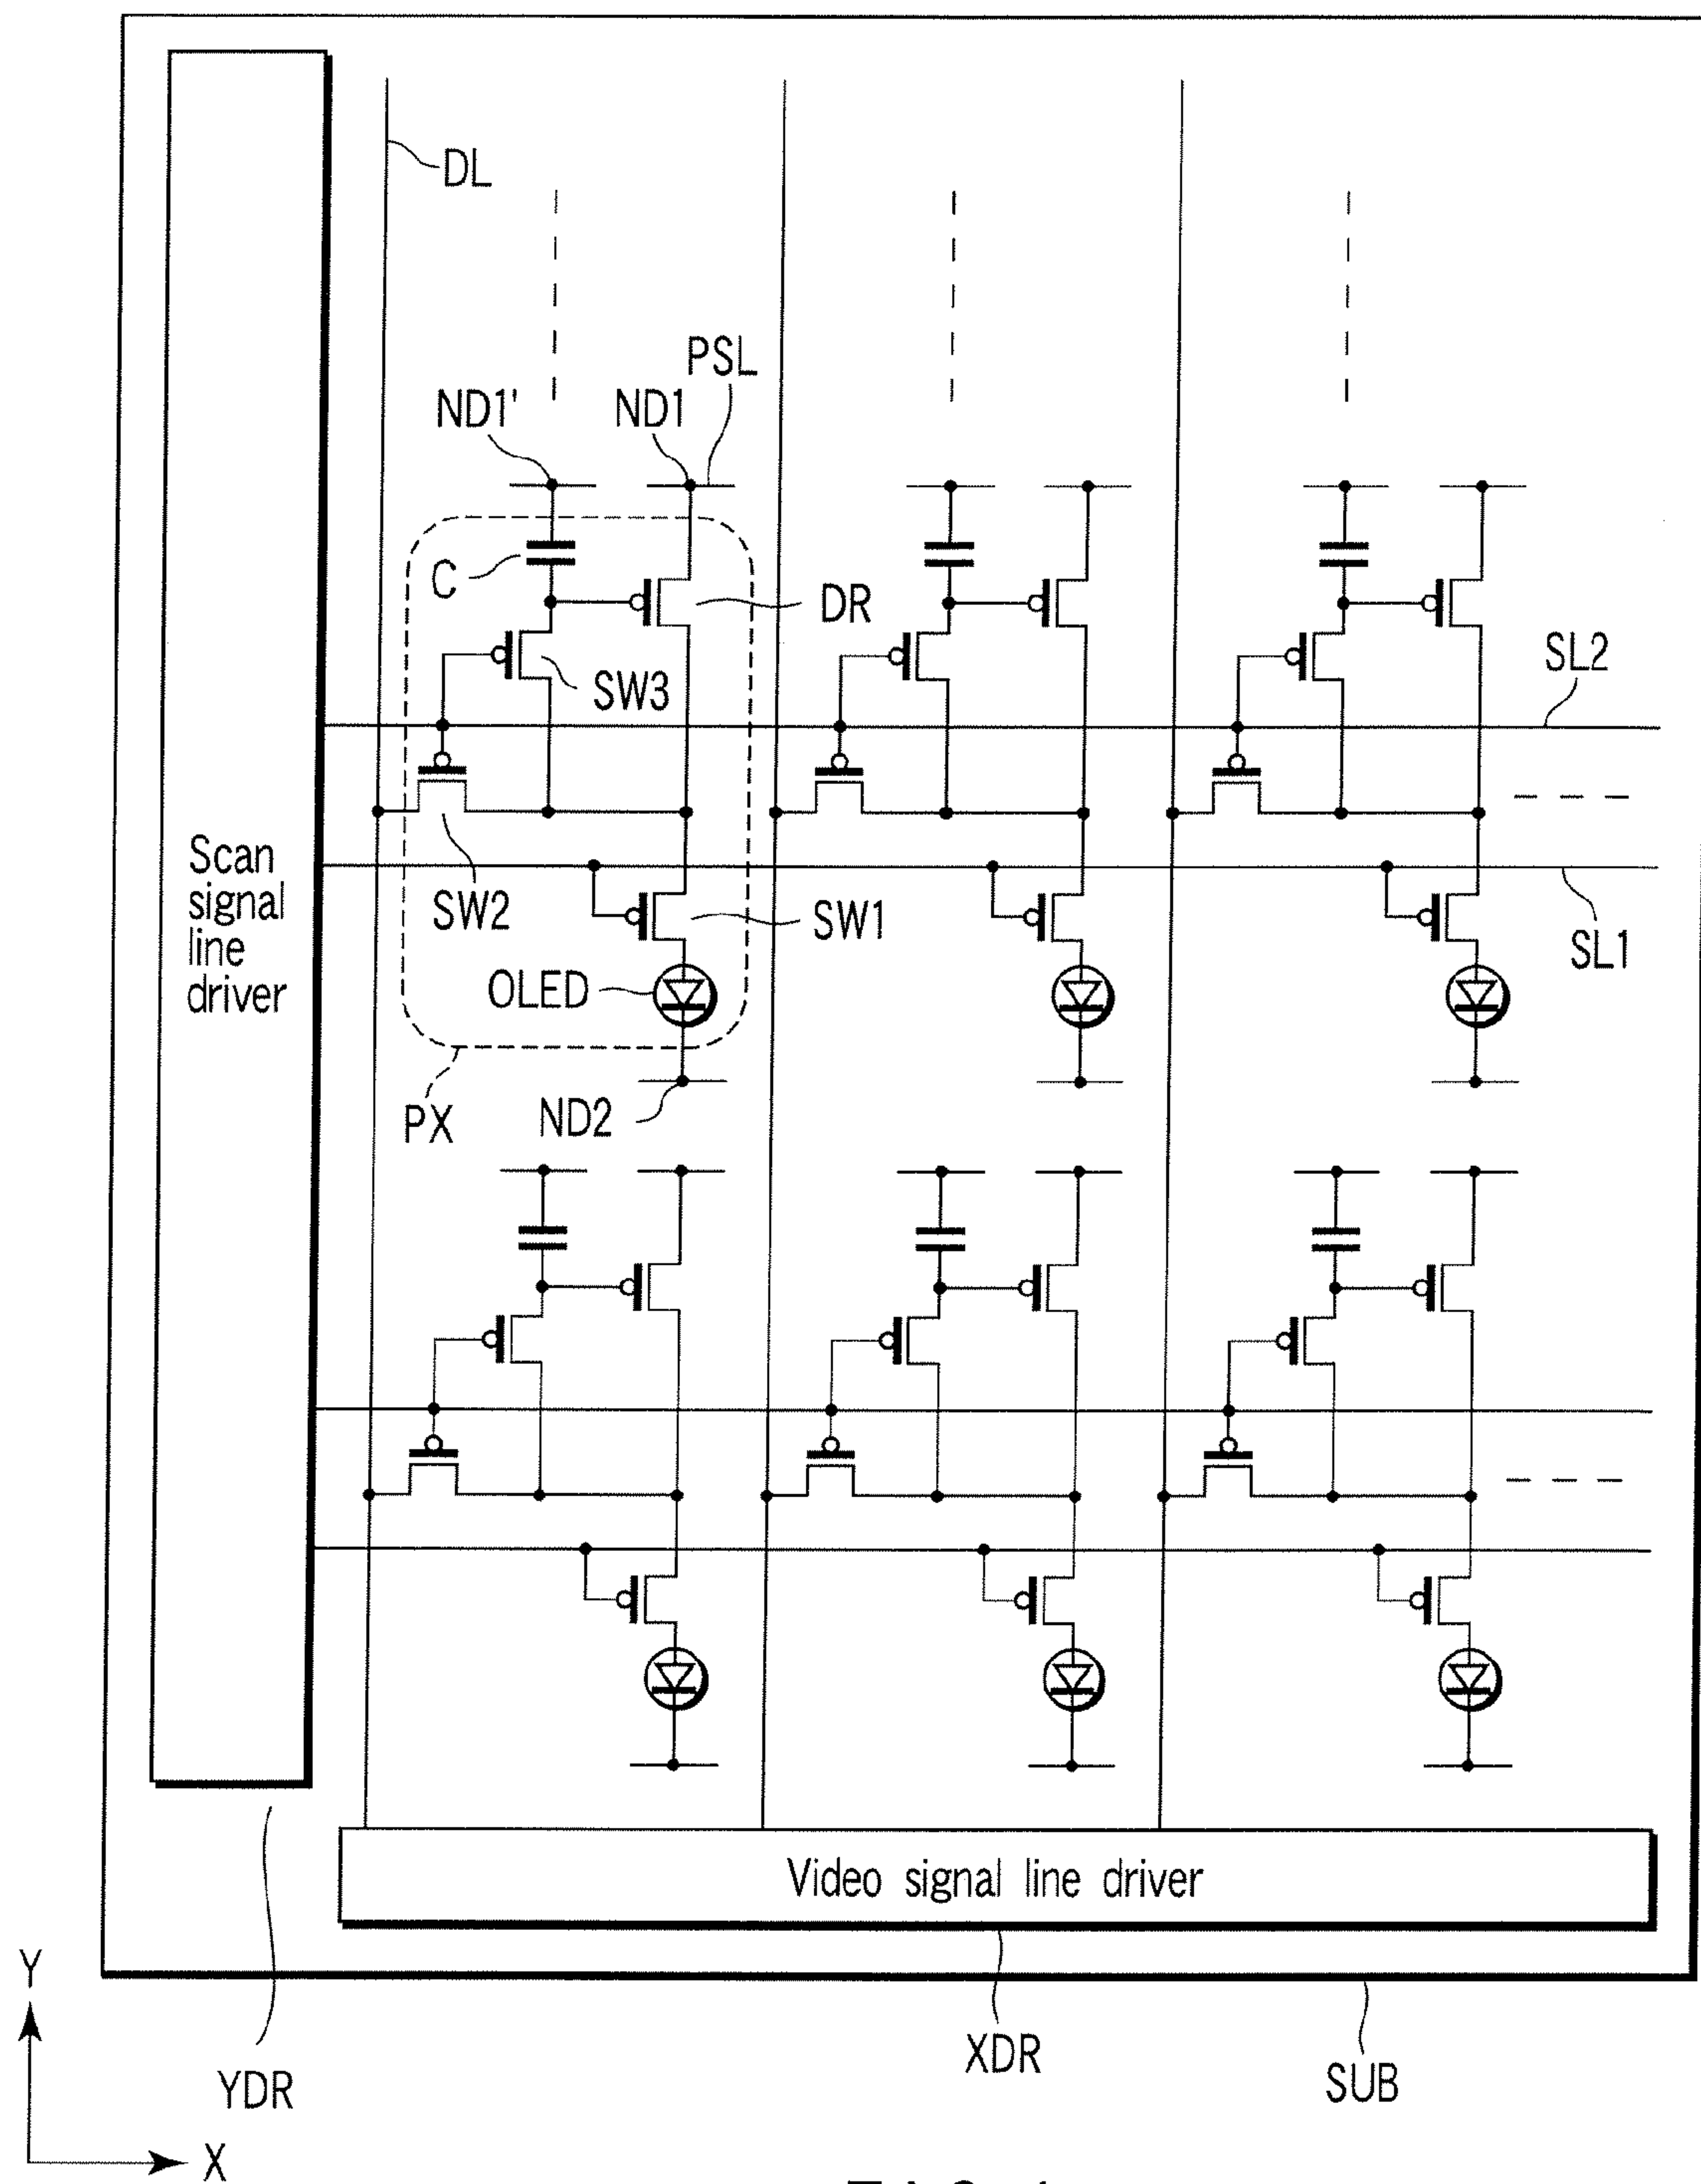 DL
PSL
ND1'
ND1
C
DR
SW3
SL2
Scan
signal
line
driver
SW2
SW1
SL1
OLED
PX
ND2
Video signal line driver
Y
XDR
SUB
YDR
X